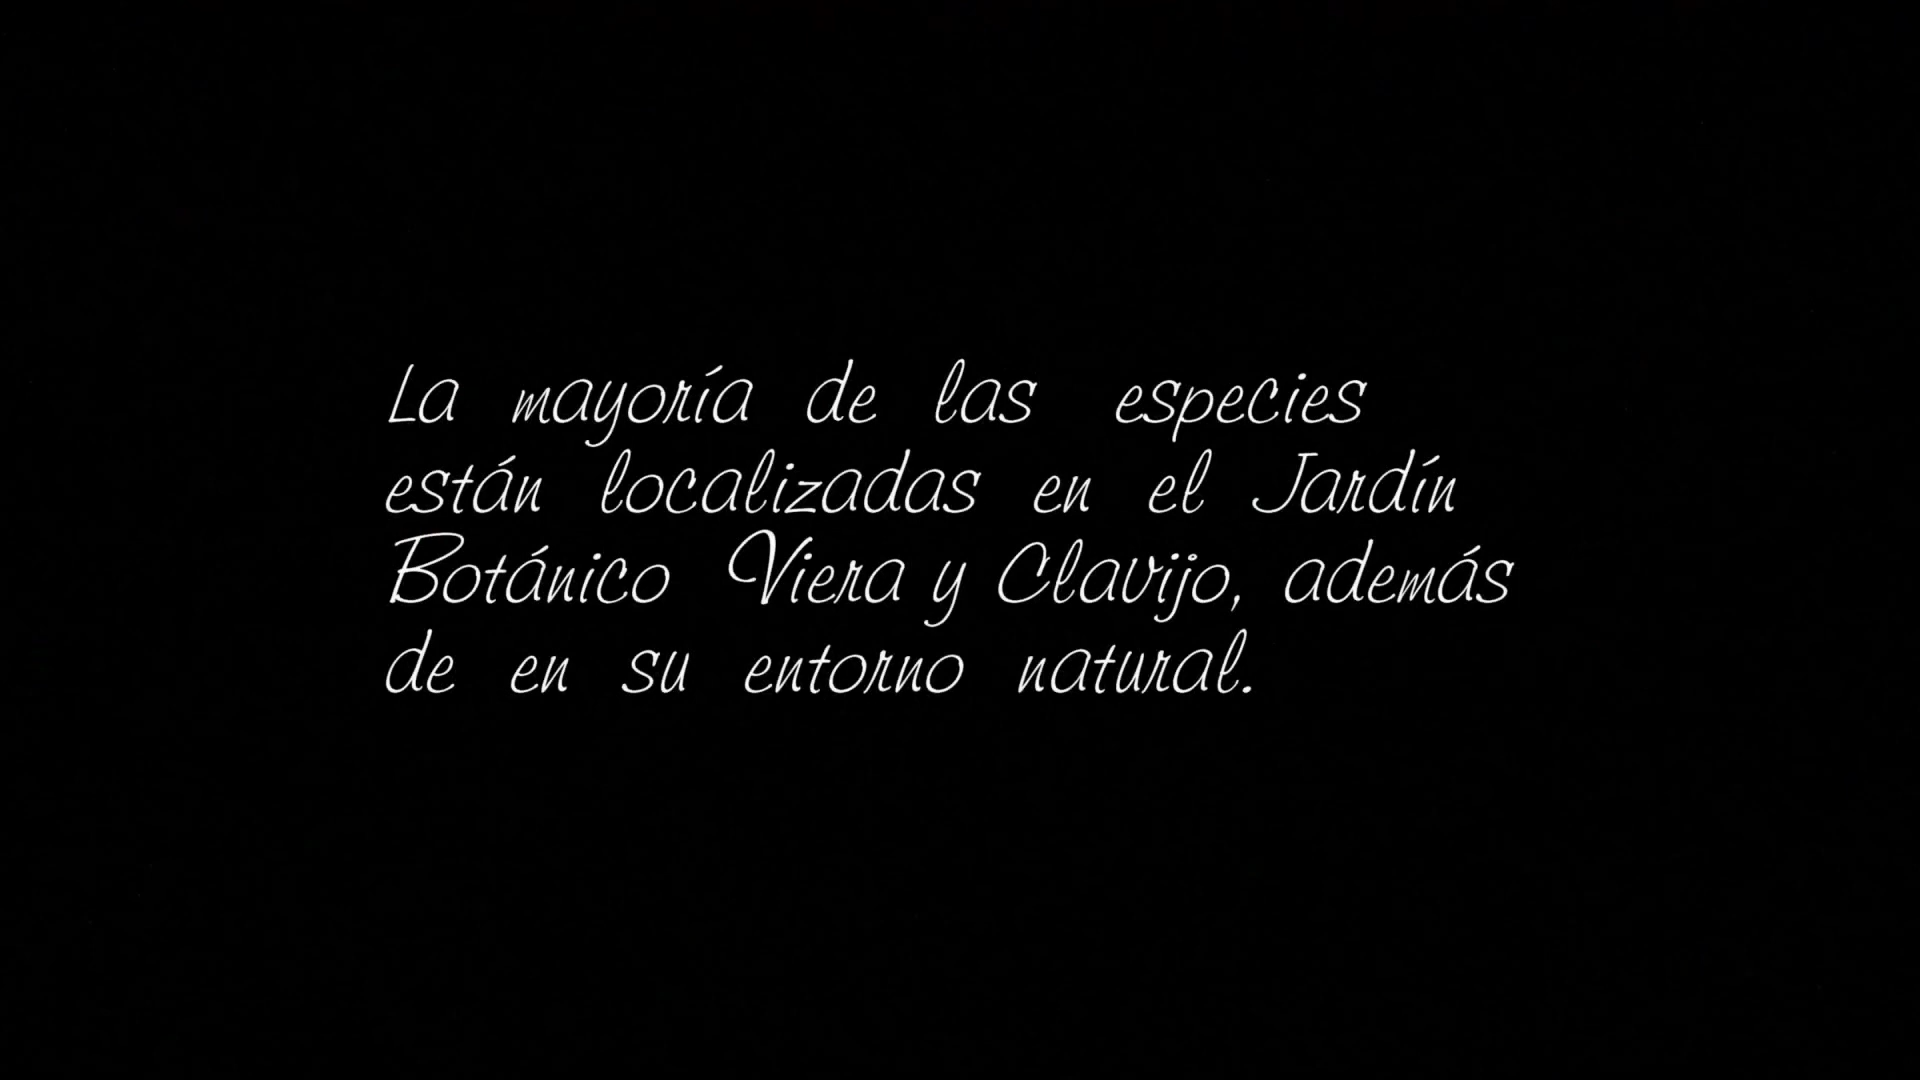 La mayoría de las especies
están localizadas en el Jardín
Botánico Viera y Clavijo, además
de en su entorno natural.